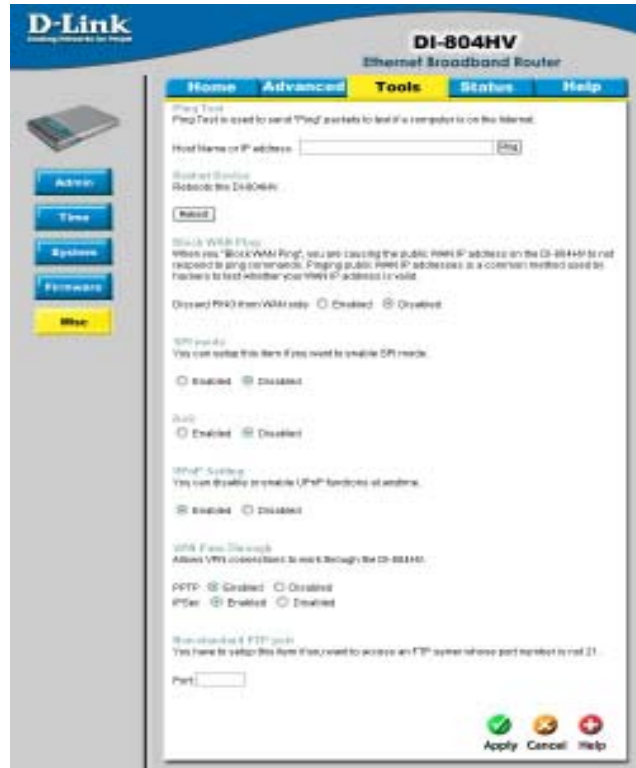 D-Link
Building Networks for People
DI-804HV
Ethernet Broadband Router
Home Advanced Tools Status Help
Admin
Time
System
Firmware
Misc
Ping Test
Ping Test is used to send "Ping" packets to test if a computer is on the Internet.
Host Name or IP address Ping
Restart Device
Reboots the DI-804HV.
Reboot
Block WAN Ping
When you "Block WAN Ping", you are causing the public WAN IP address on the DI-804HV to not
respond to ping commands. Pinging public WAN IP addresses is a common method used by
hackers to test whether your WAN IP address is valid.
Discard PING from WAN side Enabled Disabled
SPI mode
You can setup this item if you want to enable SPI mode.
Enabled Disabled
Enabled Disabled
UPnP Setting
You can disable or enable UPnP functions at anytime.
Enabled Disabled
VPN Pass-Through
Allows VPN connections to work through the DI-804HV.
PPTP Enabled Disabled
IPSec Enabled Disabled
Non-standard FTP port
You have to setup this item if you want to access an FTP server whose port number is not 21.
Port
Apply Cancel Help